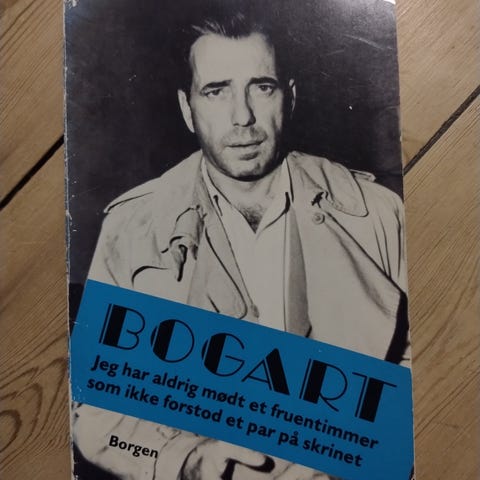 BOGART
Jeg har aldrig mødt et fruentimmer
som ikke forstod et par på skrinet
Borgen